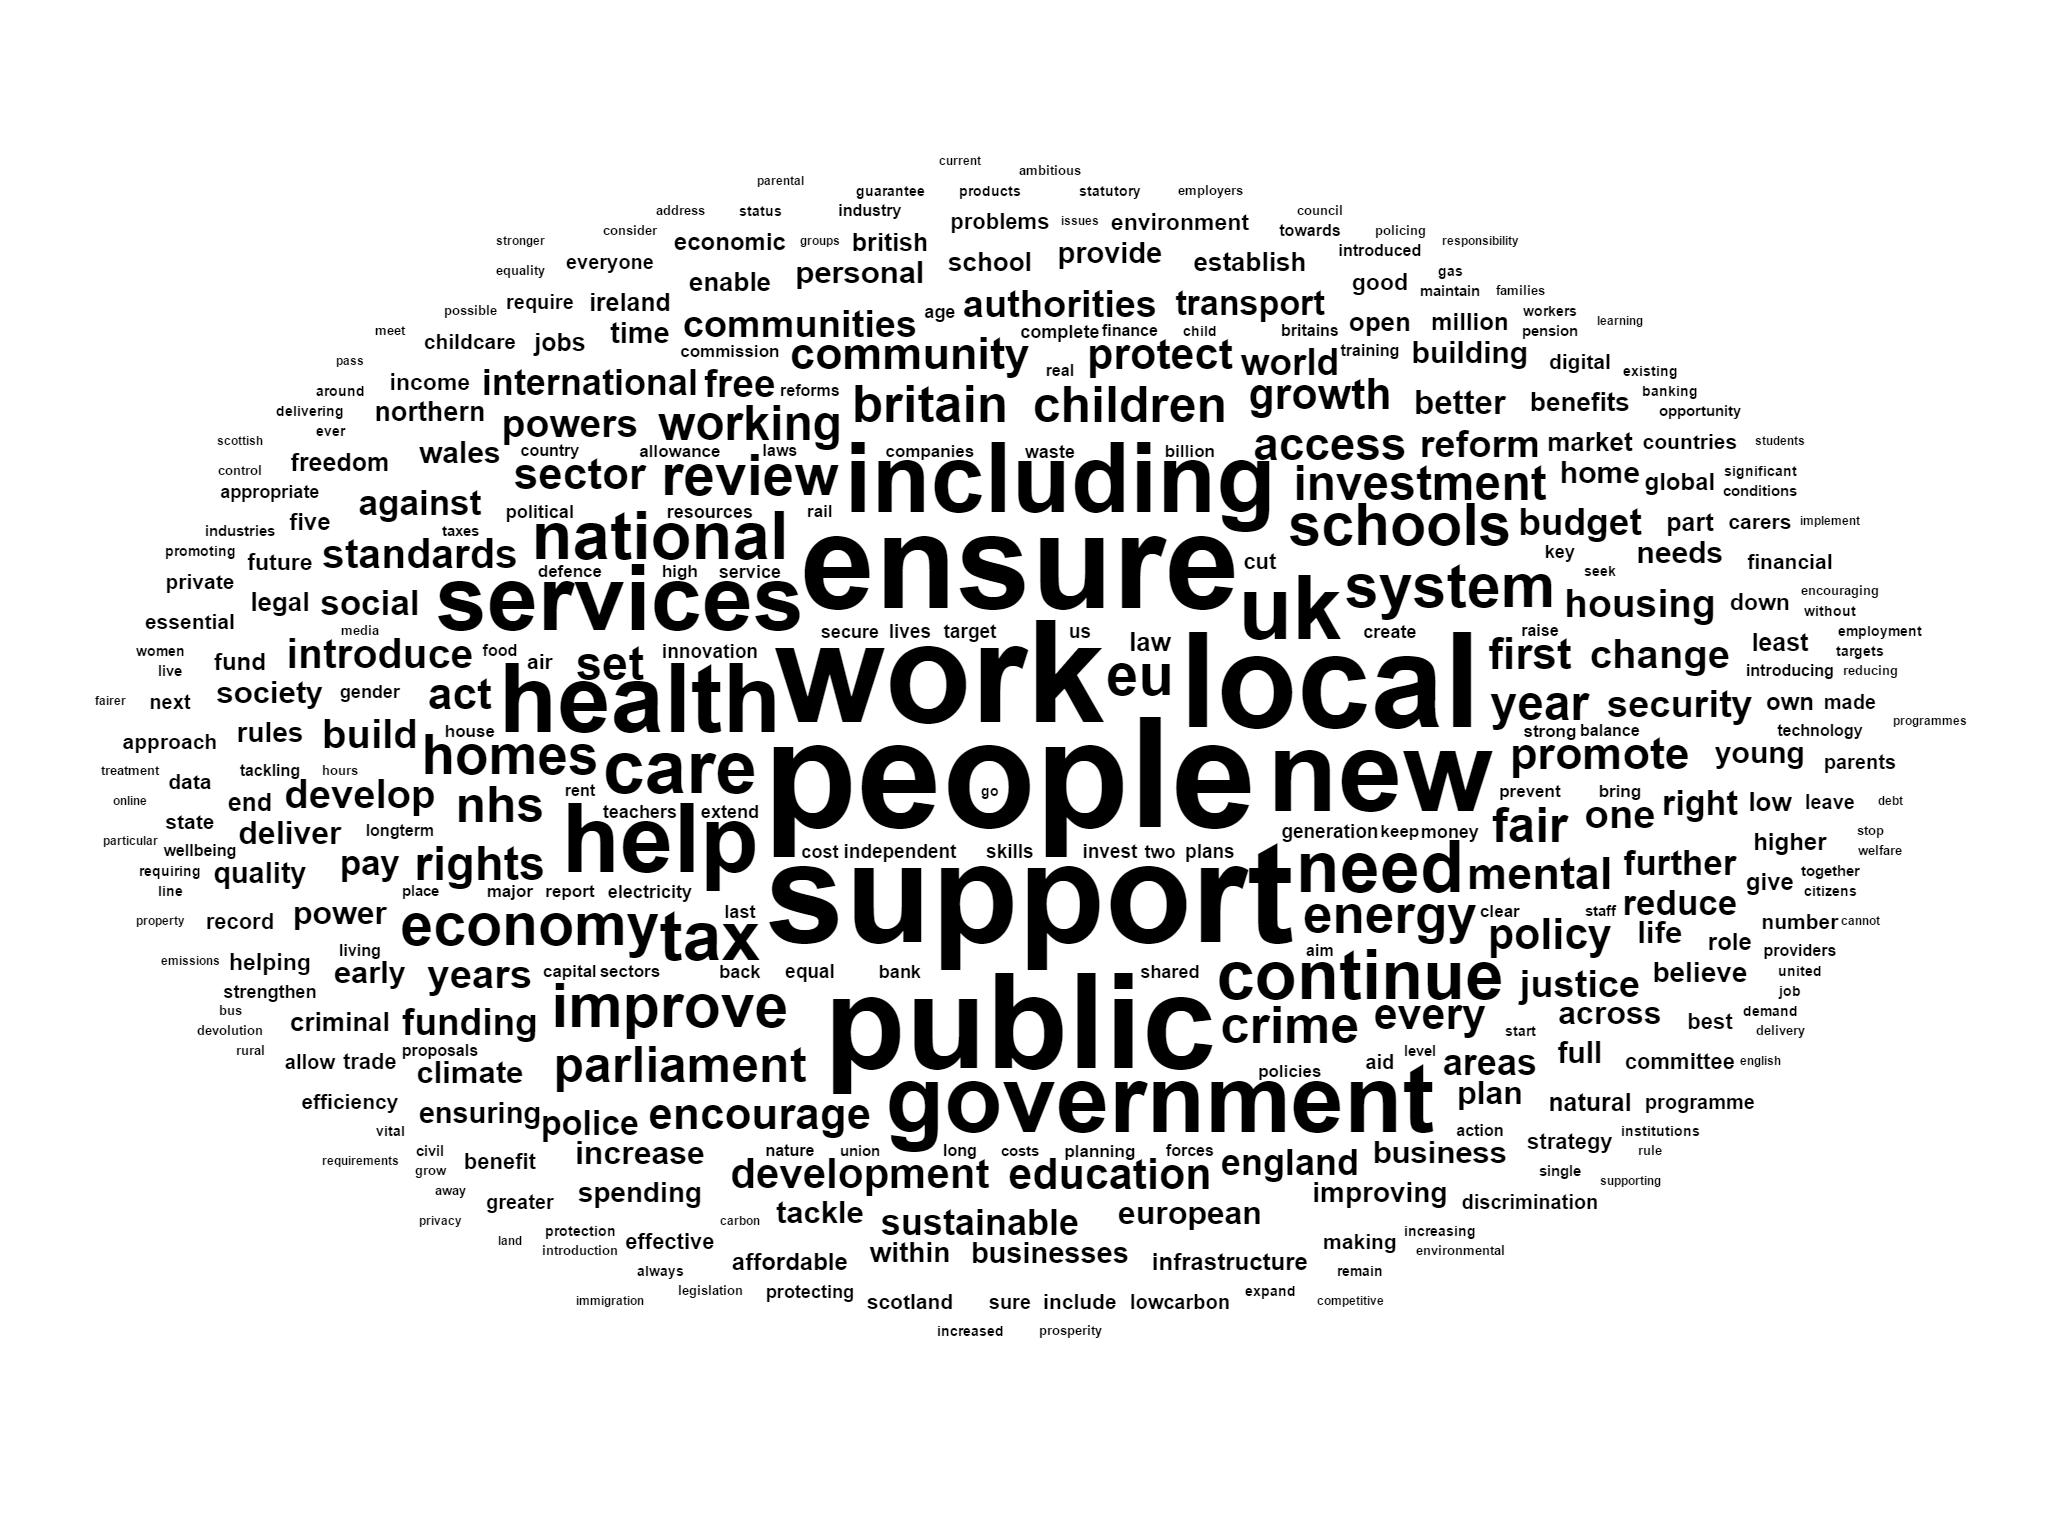 current
ambitious
parental
guarantee products statutory employers
address status industry council
problems issues environment
consider towards policing
stronger economic groups british responsibility
introduced
everyone school provide establish
equality enable personal good gas
maintain families
possible require ireland age authorities transport workers
meet childcare jobs time communities complete finance child britains open million pension learning
commission community protect world training building
pass real digital existing
around income international free reforms banking
delivering northern powers working britain children growth better benefits opportunity
ever
scottish wales country allowance laws companies waste billion access reform market countries students
control freedom sector review including investment home global significant
appropriate against conditions
industries five political resources rail schools budget part carers implement
promoting taxes national
future standards key needs financial
private defence high service ensure cut seek
legal social services uk system housing down encouraging
essential without
media secure lives target us law create raise employment
women introduce food air set innovation first change least targets
live fund introducing reducing
fairer next society gender act health work eu local year security own made
approach rules build house strong balance technology programmes
homes care promote young parents
treatment data tackling hours people new
online end develop nhs rent go prevent bring right low leave debt
state deliver longterm teachers extend help generation keep money fair one stop
particular wellbeing cost independent skills invest two plans higher welfare
requiring quality pay rights need mental further give together
line place major report electricity citizens
property record power economy tax last support energy clear staff reduce number cannot
policy life role
emissions helping living aim providers
strengthen early years capital sectors back equal bank shared continue justice believe united
job
bus criminal funding improve public crime every across best demand
devolution start delivery
rural allow trade proposals parliament aid level areas full committee english
climate policies
efficiency ensuring police encourage government plan natural programme
vital action strategy institutions
requirements civil benefit increase nature union long costs planning forces england business rule
grow development education single
away greater spending improving discrimination supporting
privacy carbon tackle sustainable european
land protection effective making increasing
introduction affordable within businesses infrastructure environmental
always remain
immigration legislation protecting scotland sure include lowcarbon expand competitive
increased prosperity